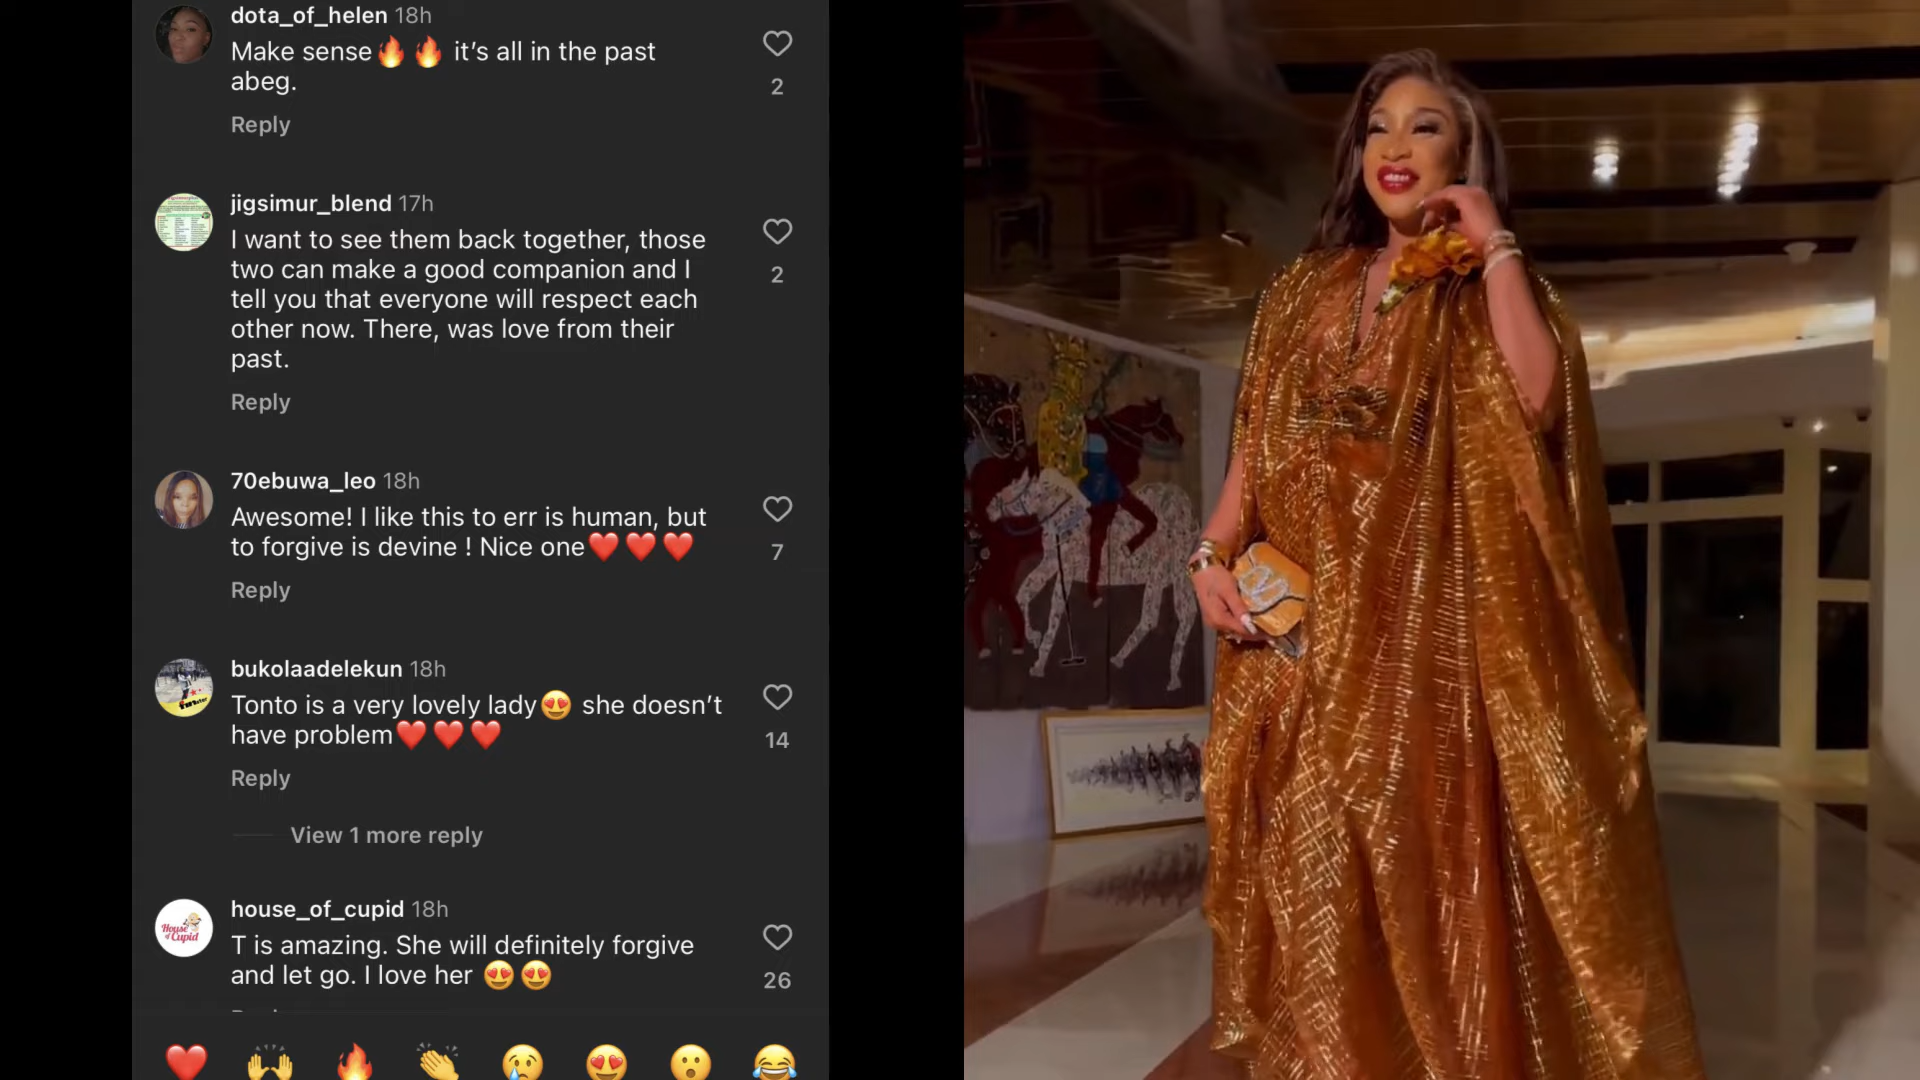 dota_of_helen 18h
Make sense🔥🔥 it’s all in the past
abeg.
2
Reply
jigsimur_blend 17h
I want to see them back together, those
two can make a good companion and I
tell you that everyone will respect each
other now. There, was love from their
past.
2
Reply
70ebuwa_leo 18h
Awesome! I like this to err is human, but
to forgive is devine ! Nice one❤️❤️❤️
7
Reply
bukolaadelekun 18h
Tonto is a very lovely lady😍 she doesn’t
have problem❤️❤️❤️
14
Reply
View 1 more reply
house_of_cupid 18h
House
of Cupid
T is amazing. She will definitely forgive
and let go. I love her 😍😍
26